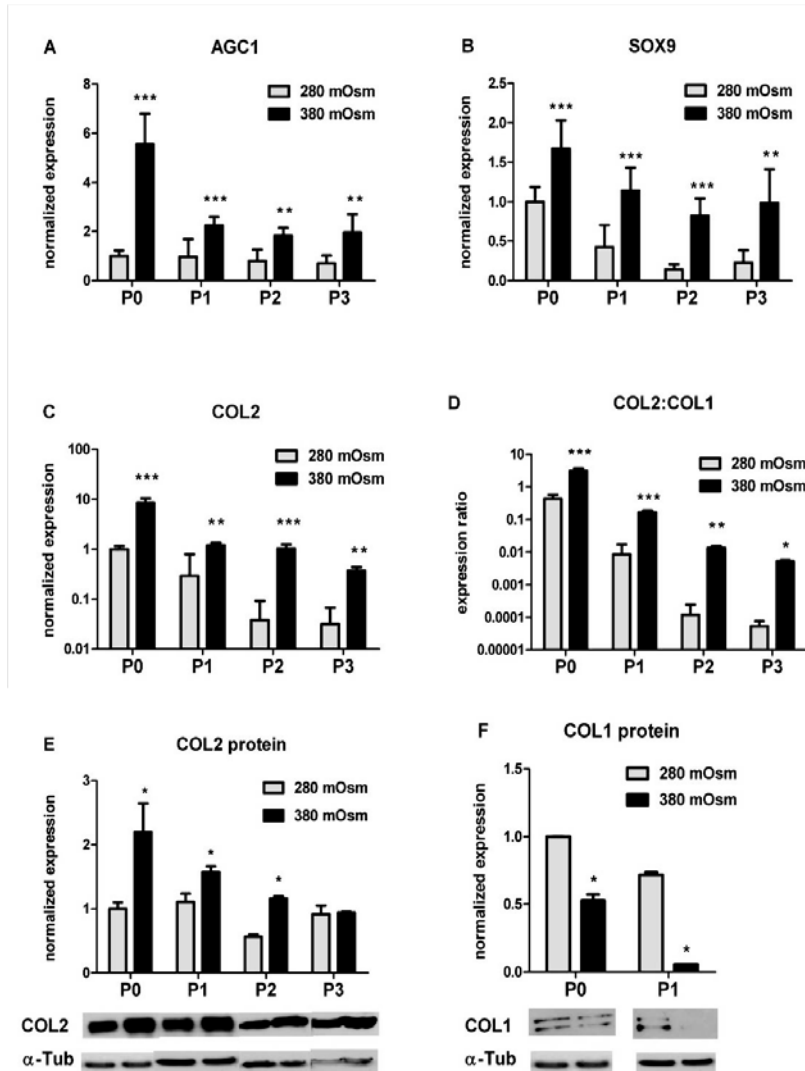 A
AGC1
normalized expression
8
6
4
2
0
280 mOsm
380 mOsm
***
***
**
**
P0 P1 P2 P3
B
SOX9
normalized expression
2.5
2.0
1.5
1.0
0.5
0.0
280 mOsm
380 mOsm
***
***
***
**
P0 P1 P2 P3
C
COL2
normalized expression
100
10
1
0.1
0.01
280 mOsm
380 mOsm
***
**
***
**
P0 P1 P2 P3
D
COL2:COL1
expression ratio
10
1
0.1
0.01
0.001
0.0001
0.00001
280 mOsm
380 mOsm
***
***
**
*
P0 P1 P2 P3
E
COL2 protein
normalized expression
3
2
1
0
280 mOsm
380 mOsm
*
*
*
P0 P1 P2 P3
COL2
α-Tub
F
COL1 protein
normalized expression
1.5
1.0
0.5
0.0
280 mOsm
380 mOsm
*
*
P0 P1
COL1
α-Tub